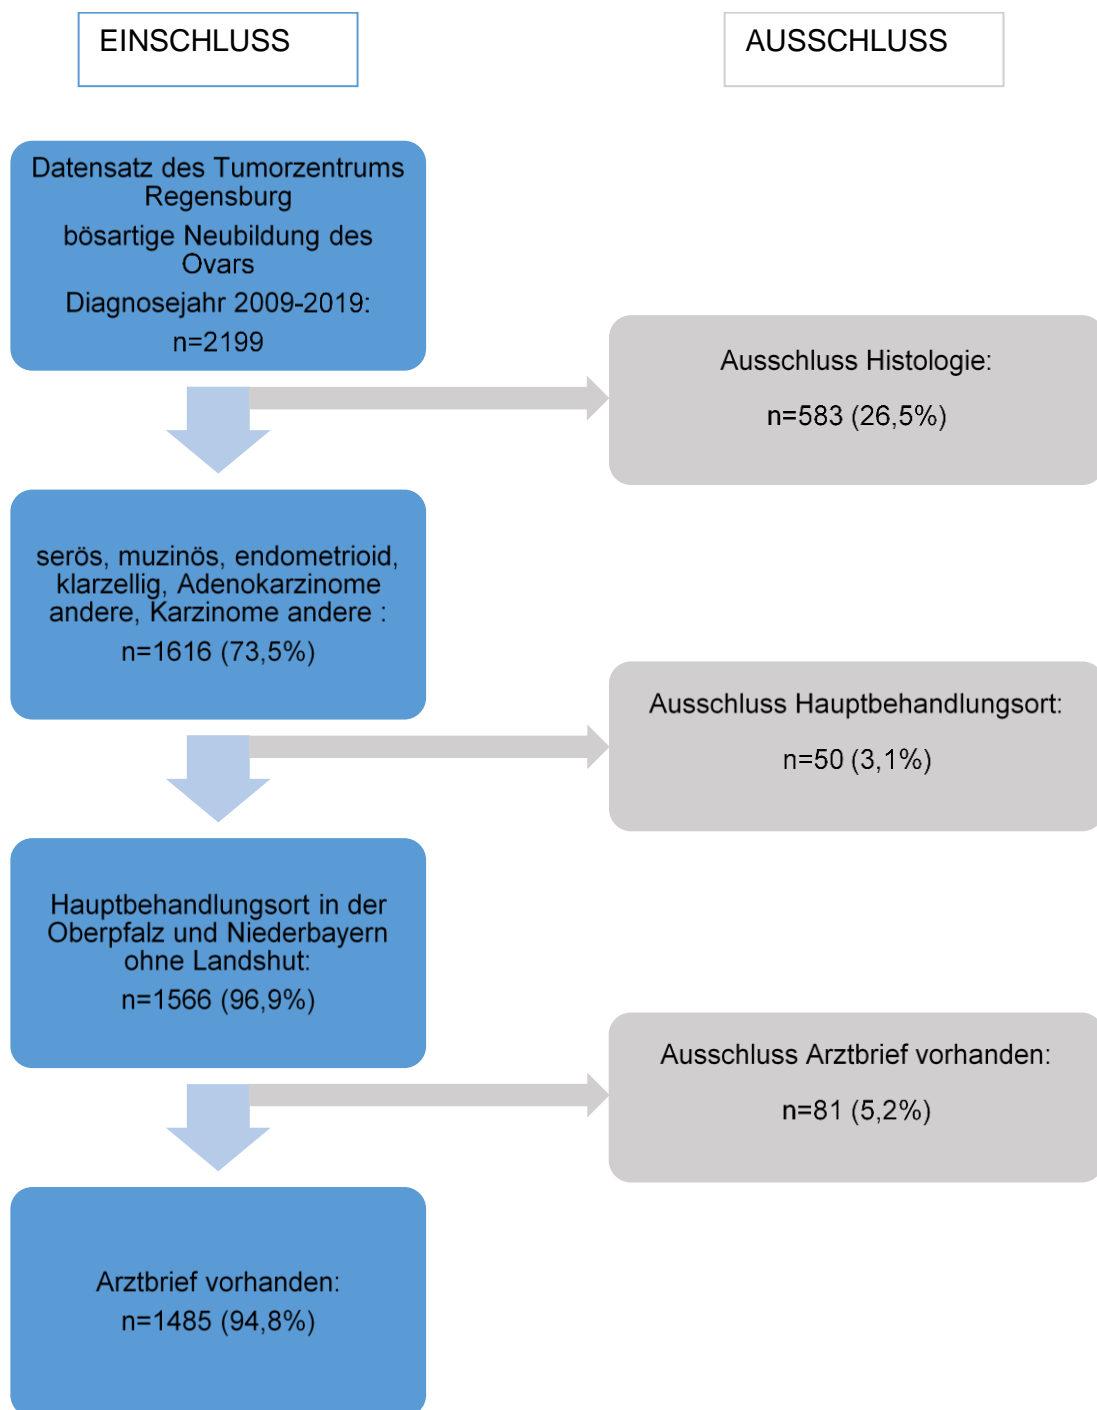 EINSCHLUSS
AUSSCHLUSS
Datensatz des Tumorzentrums
Regensburg
bösartige Neubildung des
Ovars
Diagnosejahr 2009-2019:
n=2199
Ausschluss Histologie:
n=583 (26,5%)
serös, muzinös, endometrioid,
klarzellig, Adenokarzinome
andere, Karzinome andere :
n=1616 (73,5%)
Ausschluss Hauptbehandlungsort:
n=50 (3,1%)
Hauptbehandlungsort in der
Oberpfalz und Niederbayern
ohne Landshut:
n=1566 (96,9%)
Ausschluss Arztbrief vorhanden:
n=81 (5,2%)
Arztbrief vorhanden:
n=1485 (94,8%)